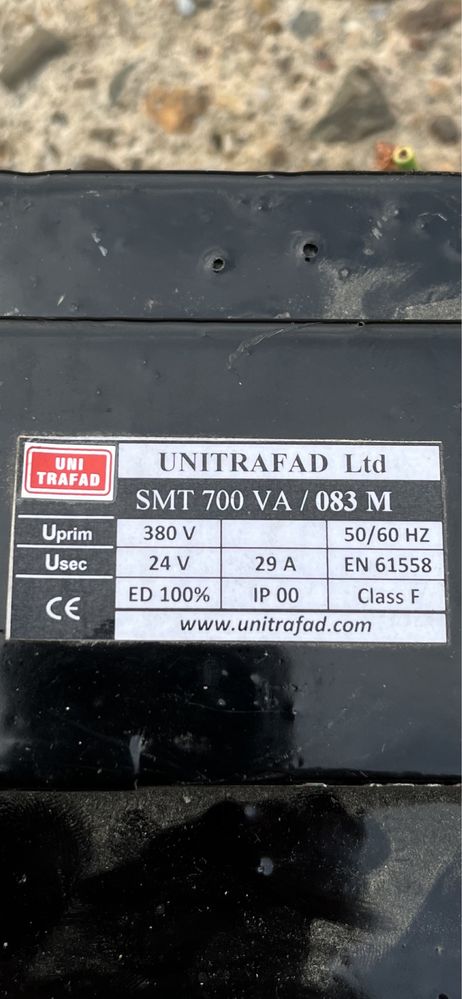 UNI
TRAFAD
UNITRAFAD Ltd
SMT 700 VA / 083 M
Uprim 380 V 50/60 HZ
Usec 24 V 29 A EN 61558
CE ED 100% IP 00 Class F
www.unitrafad.com